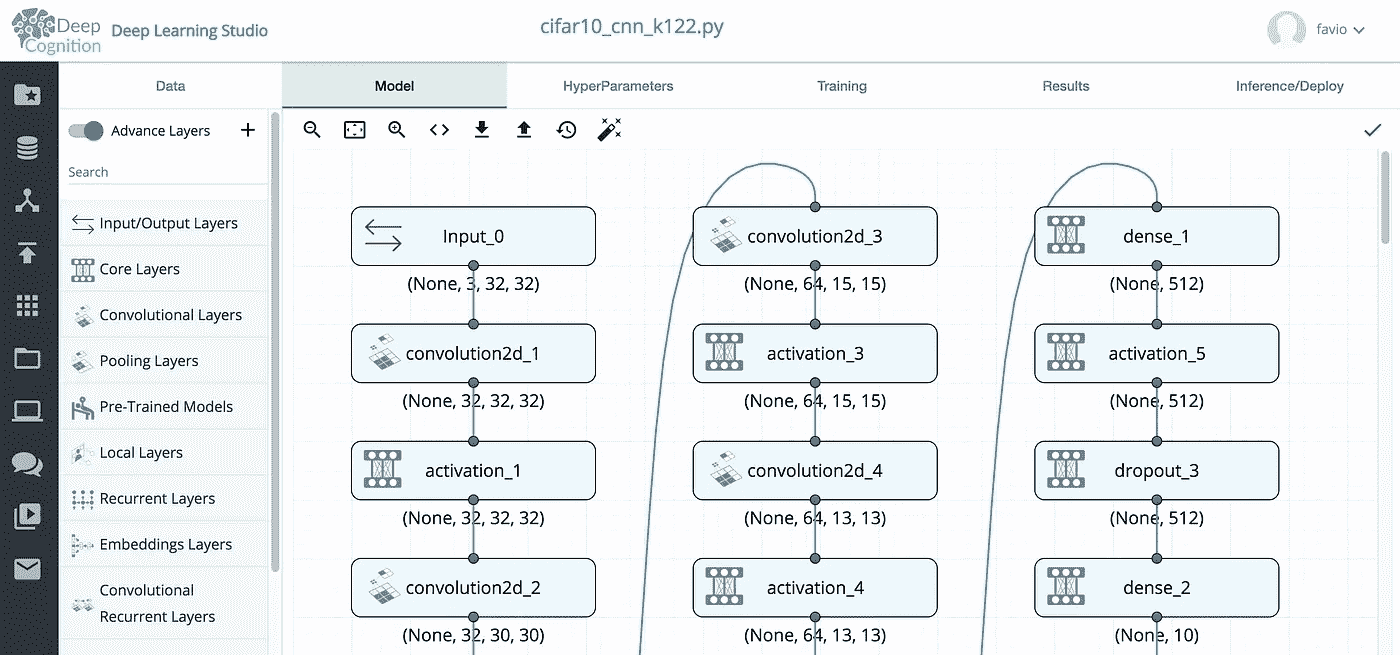 Deep
Cognition
Deep Learning Studio
cifar10_cnn_k122.py
favio
Data
Model
HyperParameters
Training
Results
Inference/Deploy
Advance Layers
Search
Input/Output Layers
Core Layers
Convolutional Layers
Pooling Layers
Pre-Trained Models
Local Layers
Recurrent Layers
Embeddings Layers
Convolutional
Recurrent Layers
Input_0
(None, 3, 32, 32)
convolution2d_1
(None, 32, 32, 32)
activation_1
(None, 32, 32, 32)
convolution2d_2
(None, 32, 30, 30)
convolution2d_3
(None, 64, 15, 15)
activation_3
(None, 64, 15, 15)
convolution2d_4
(None, 64, 13, 13)
activation_4
(None, 64, 13, 13)
dense_1
(None, 512)
activation_5
(None, 512)
dropout_3
(None, 512)
dense_2
(None, 10)